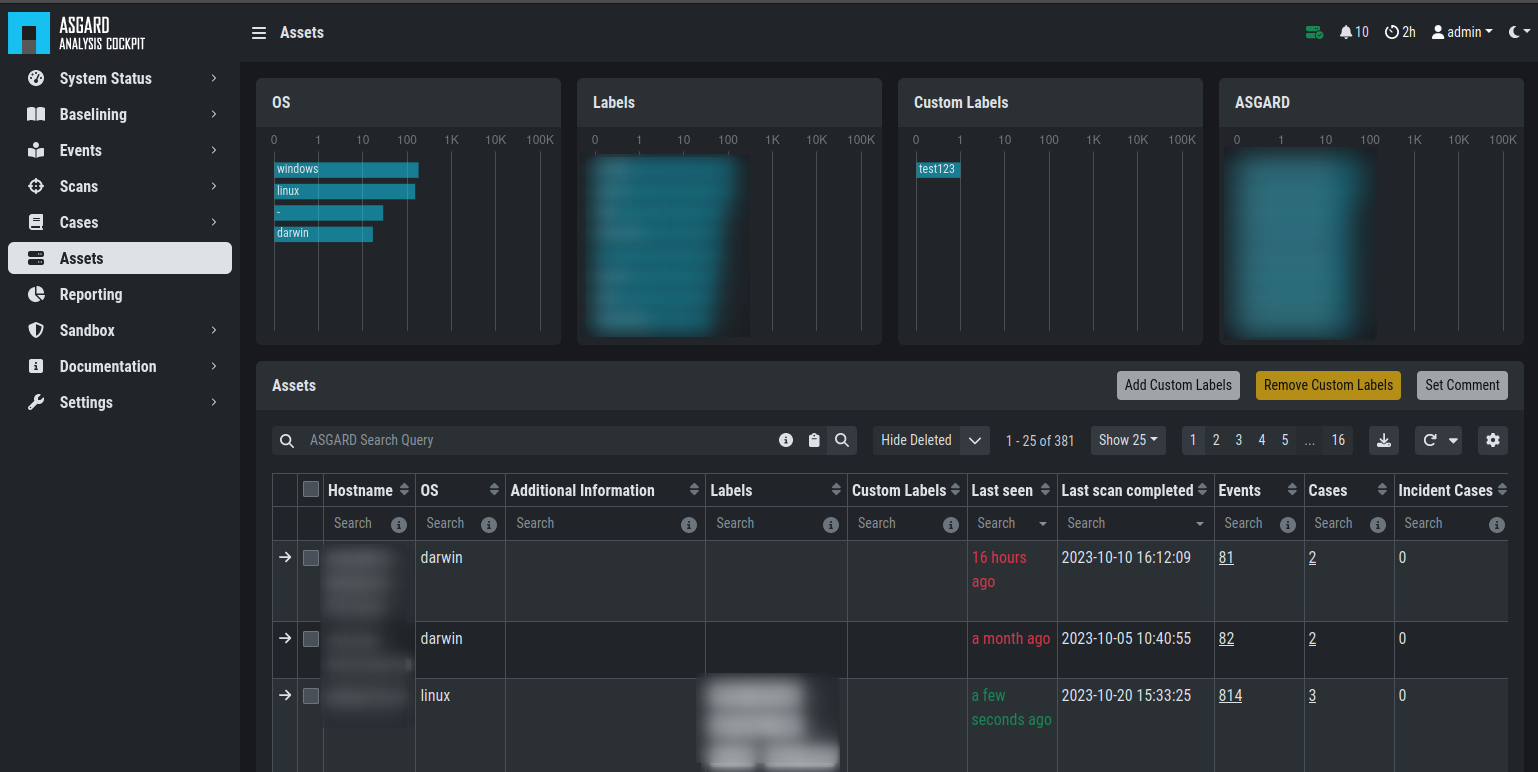 ASGARD
ANALYSIS COCKPIT
Assets
10
2h
admin
System Status
Baselining
Events
Scans
Cases
Assets
Reporting
Sandbox
Documentation
Settings
OS
0 1 10 100 1K 10K 100K
windows
linux
-
darwin
Labels
0 1 10 100 1K 10K 100K
Custom Labels
0 1 10 100 1K 10K 100K
test123
ASGARD
0 1 10 100 1K 10K 100K
Assets
Add Custom Labels
Remove Custom Labels
Set Comment
ASGARD Search Query
Hide Deleted
1 - 25 of 381
Show 25
1 2 3 4 5 ... 16
Hostname OS Additional Information Labels Custom Labels Last seen Last scan completed Events Cases Incident Cases
Search Search Search Search Search Search Search Search Search Search
darwin 16 hours 2023-10-10 16:12:09 81 2 0
ago
darwin a month ago 2023-10-05 10:40:55 82 2 0
linux a few 2023-10-20 15:33:25 814 3 0
seconds ago